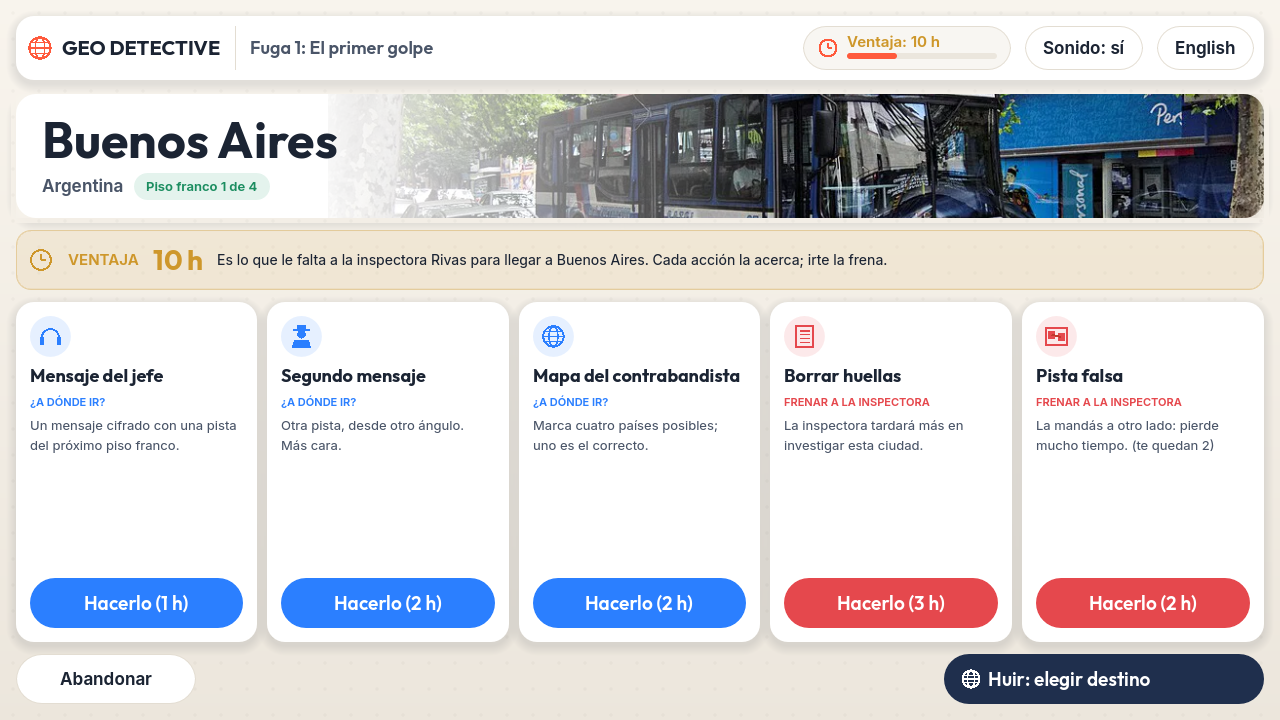 GEO DETECTIVE
Fuga 1: El primer golpe
Ventaja: 10 h
Sonido: sí
English
Buenos Aires
Argentina
Piso franco 1 de 4
Personal
VENTAJA 10 h Es lo que le falta a la inspectora Rivas para llegar a Buenos Aires. Cada acción la acerca; irte la frena.
Mensaje del jefe
¿A DÓNDE IR?
Un mensaje cifrado con una pista
del próximo piso franco.
Hacerlo (1 h)
Segundo mensaje
¿A DÓNDE IR?
Otra pista, desde otro ángulo.
Más cara.
Hacerlo (2 h)
Mapa del contrabandista
¿A DÓNDE IR?
Marca cuatro países posibles;
uno es el correcto.
Hacerlo (2 h)
Borrar huellas
FRENAR A LA INSPECTORA
La inspectora tardará más en
investigar esta ciudad.
Hacerlo (3 h)
Pista falsa
FRENAR A LA INSPECTORA
La mandás a otro lado: pierde
mucho tiempo. (te quedan 2)
Hacerlo (2 h)
Abandonar
Huir: elegir destino